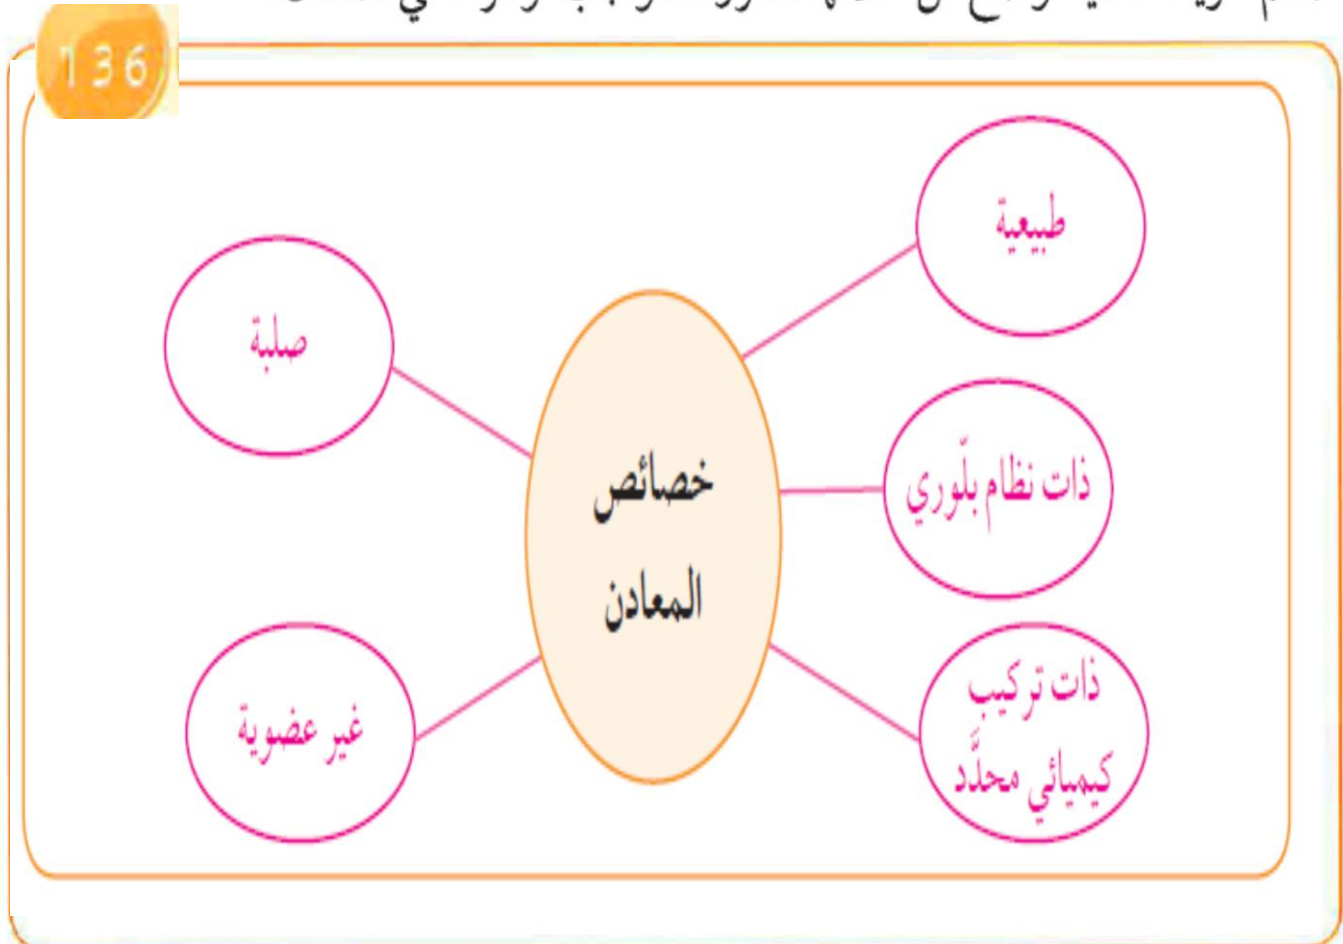 136
طبيعية
صلبة
ذات نظام بلّوري
خصائص
المعادن
ذات تركيب
كيميائي محدَّد
غير عضوية